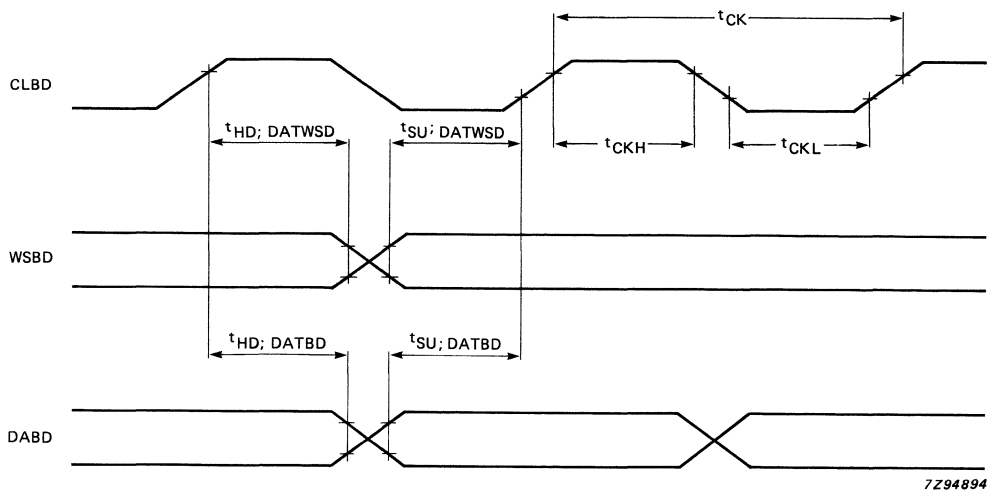 tCK
CLBD
tHD; DATWSD
tSU; DATWSD
tCKH
tCKL
WSBD
tHD; DATBD
tSU; DATBD
DABD
7Z94894